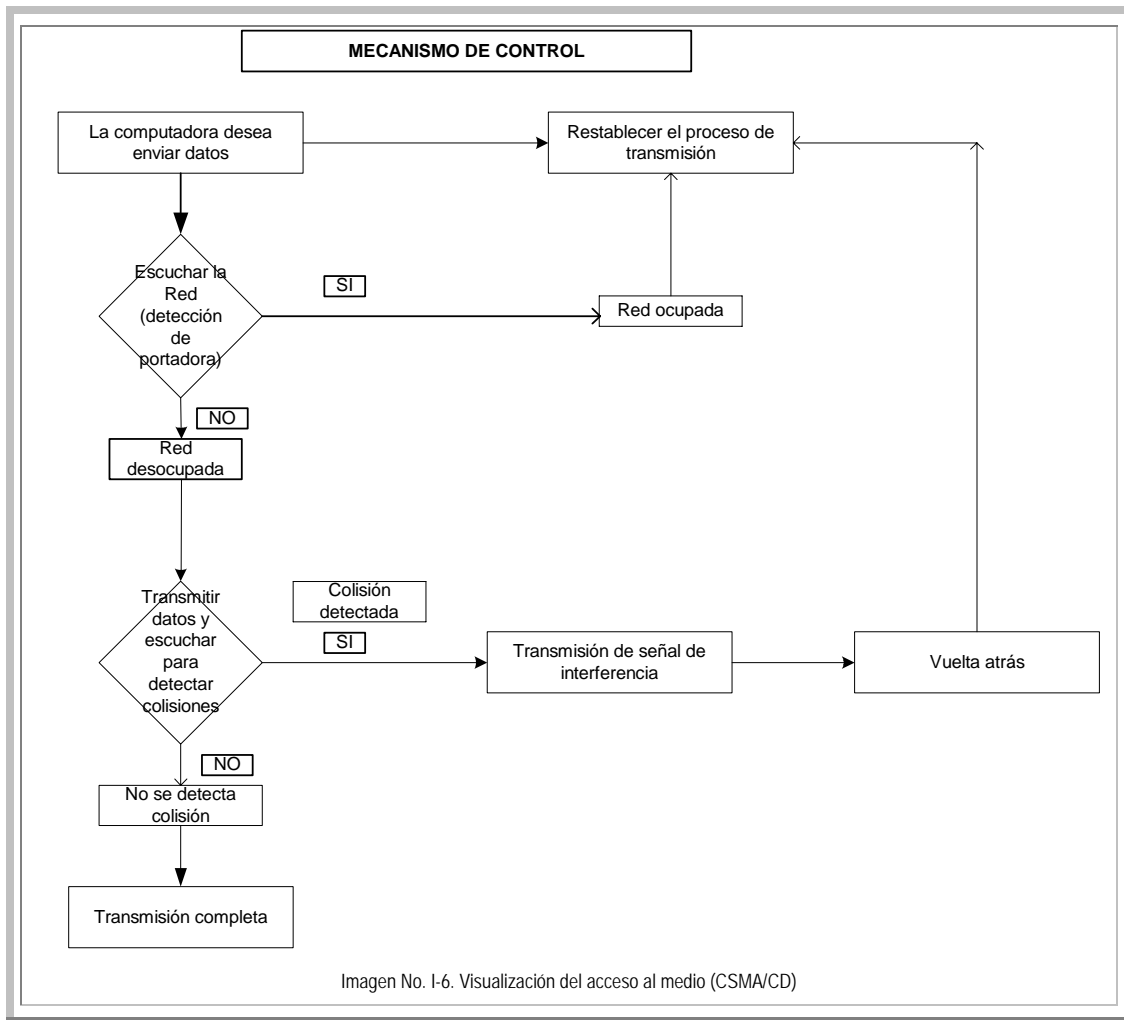 MECANISMO DE CONTROL
La computadora desea
enviar datos
Restablecer el proceso de
transmisión
Escuchar la
Red
(detección
de
portadora)
SI
Red ocupada
NO
Red
desocupada
Transmitir
datos y
escuchar
para
detectar
colisiones
Colisión
detectada
SI
Transmisión de señal de
interferencia
Vuelta atrás
NO
No se detecta
colisión
Transmisión completa
Imagen No. I-6. Visualización del acceso al medio (CSMA/CD)